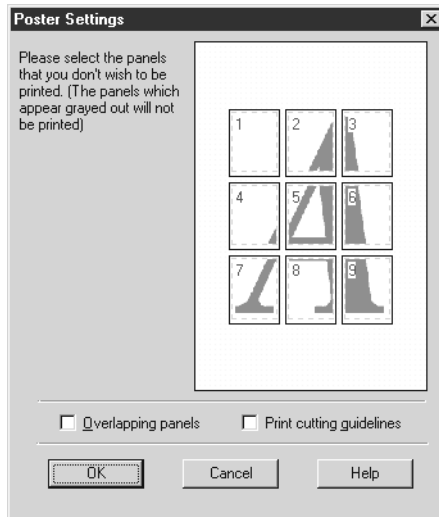 Poster Settings
Please select the panels
that you don't wish to be
printed. (The panels which
appear grayed out will not
be printed)
1 2 3
4 5 6
7 8 9
Overlapping panels Print cutting guidelines
OK Cancel Help